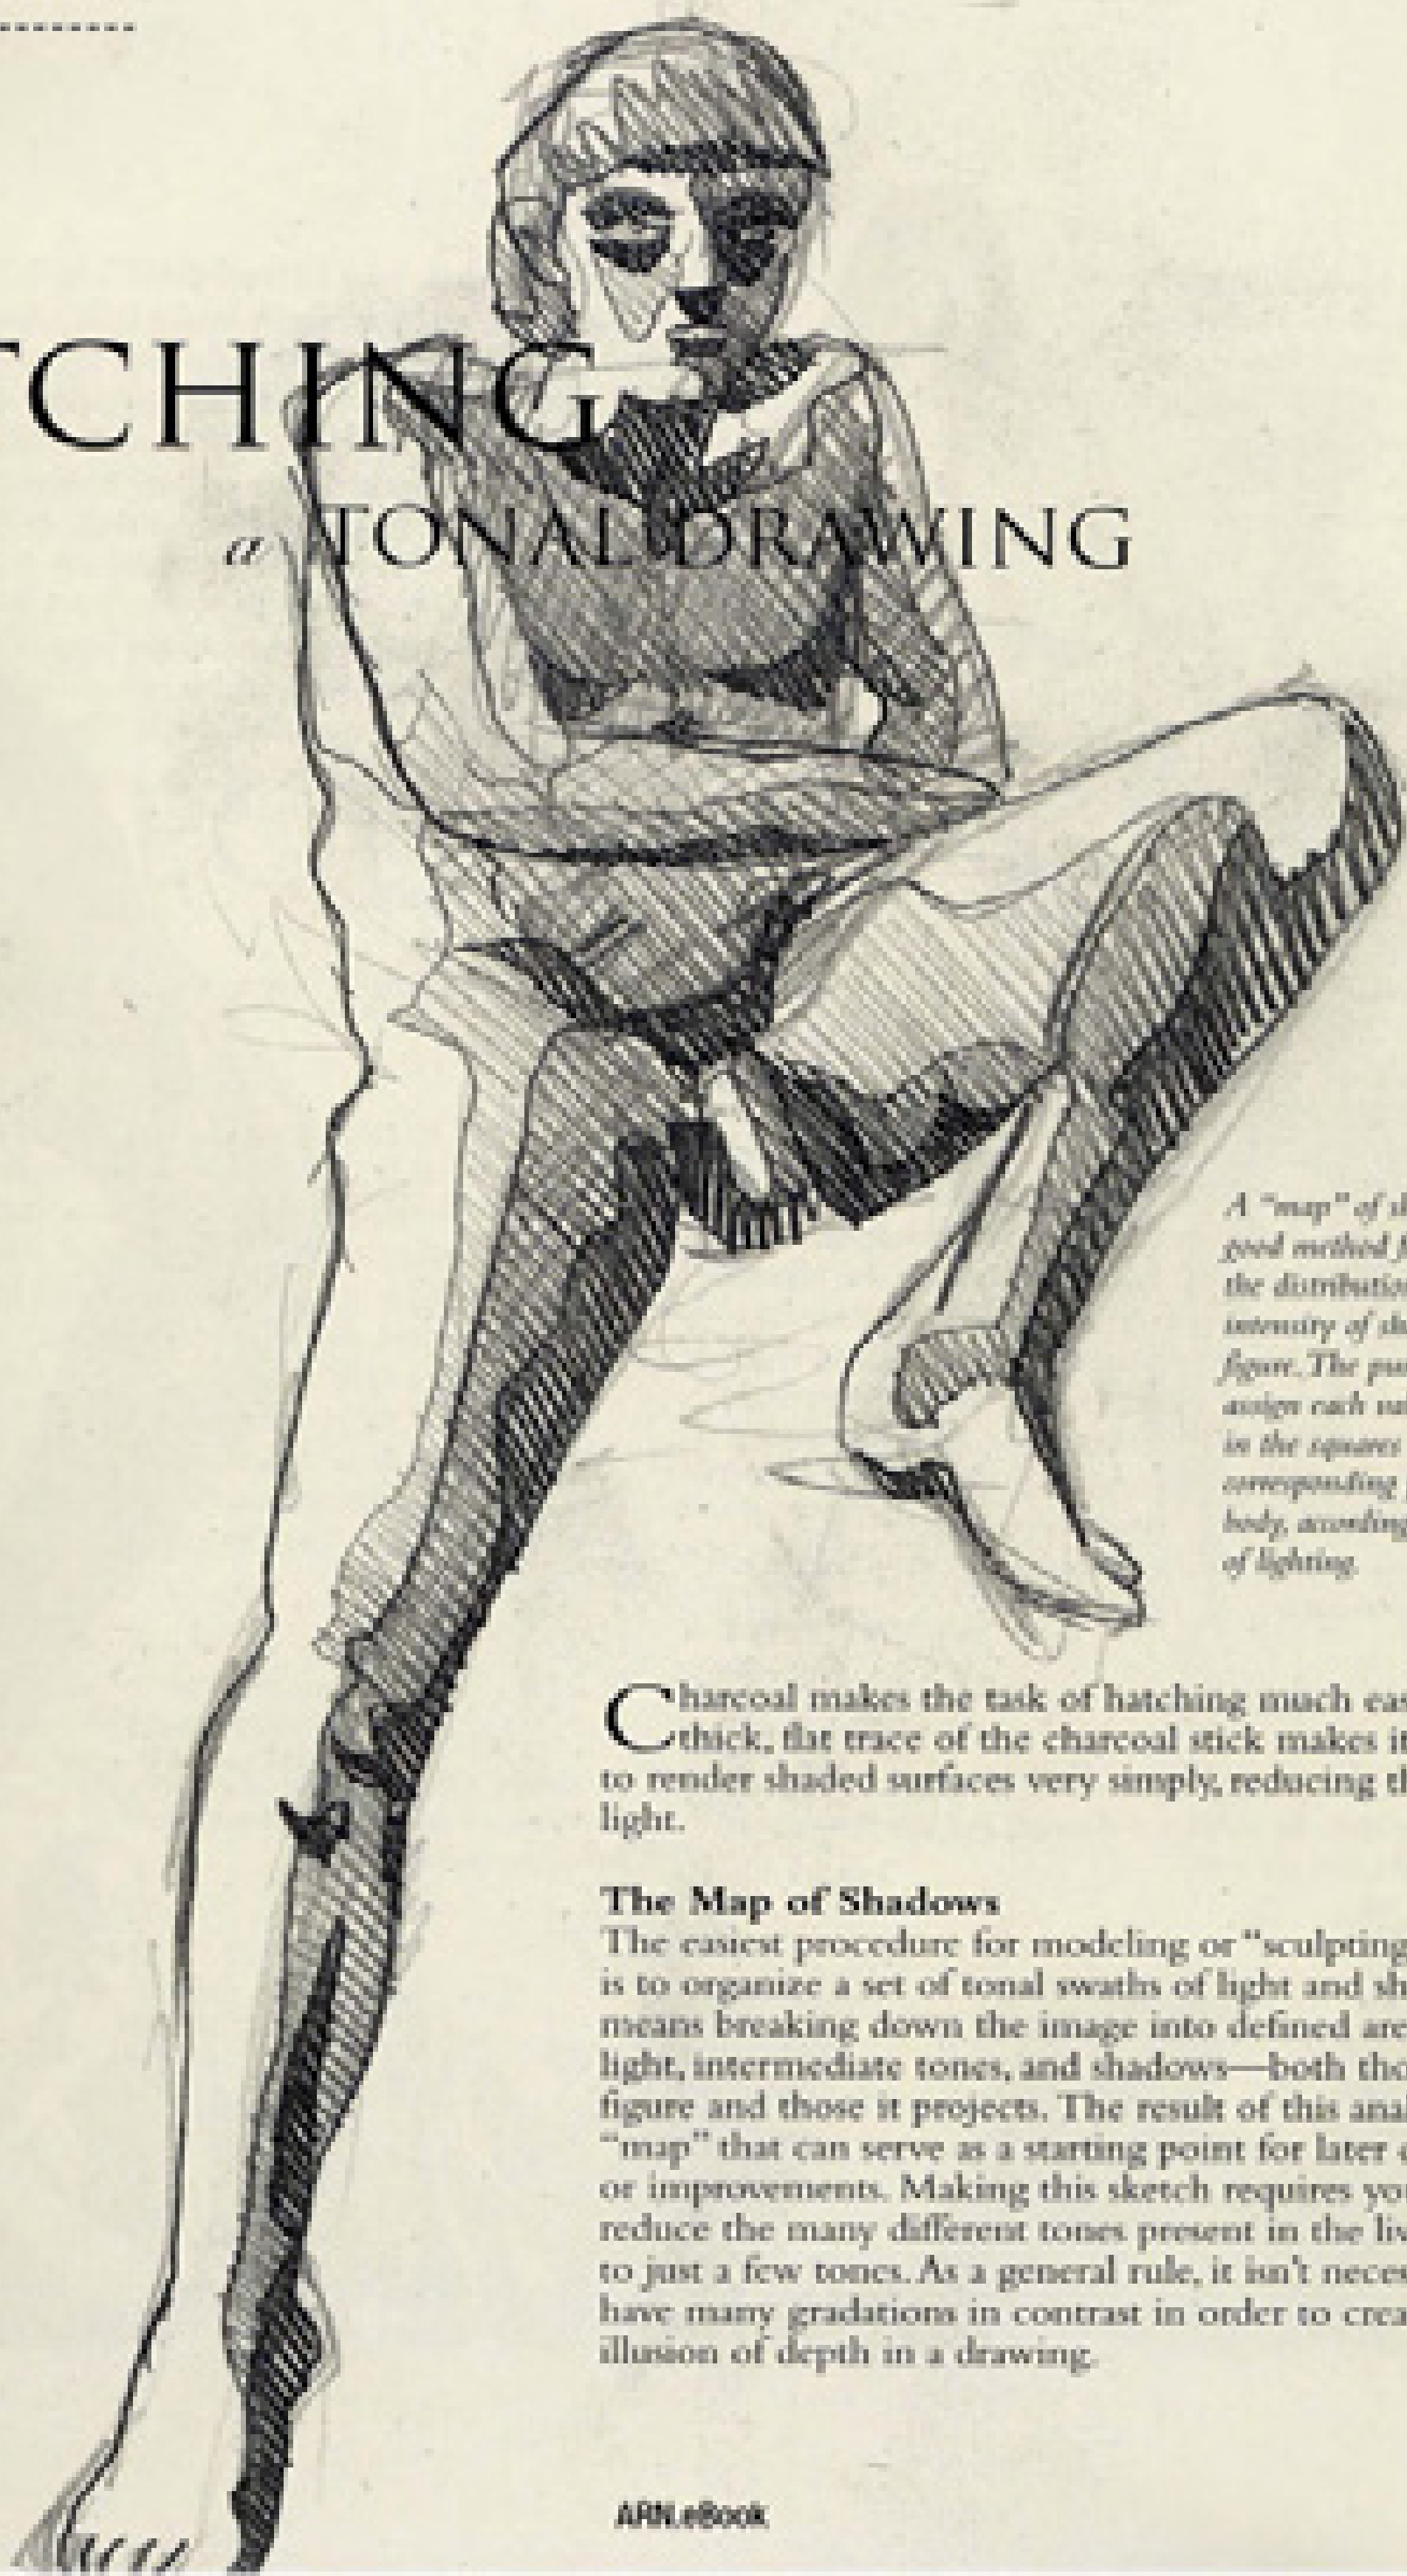 TCHING
a TONAL DRAWING
A "map" of sh
good method f
the distribution
intensity of sha
figure. The pur
assign each val
in the squares
corresponding
body, according
of lighting.
Charcoal makes the task of hatching much eas
thick, flat trace of the charcoal stick makes it
to render shaded surfaces very simply, reducing th
light.
The Map of Shadows
The easiest procedure for modeling or "sculpting
is to organize a set of tonal swaths of light and sh
means breaking down the image into defined are
light, intermediate tones, and shadows—both tho
figure and those it projects. The result of this anal
"map" that can serve as a starting point for later c
or improvements. Making this sketch requires you
reduce the many different tones present in the liv
to just a few tones. As a general rule, it isn't neces
have many gradations in contrast in order to crea
illusion of depth in a drawing.
ARN.eBook